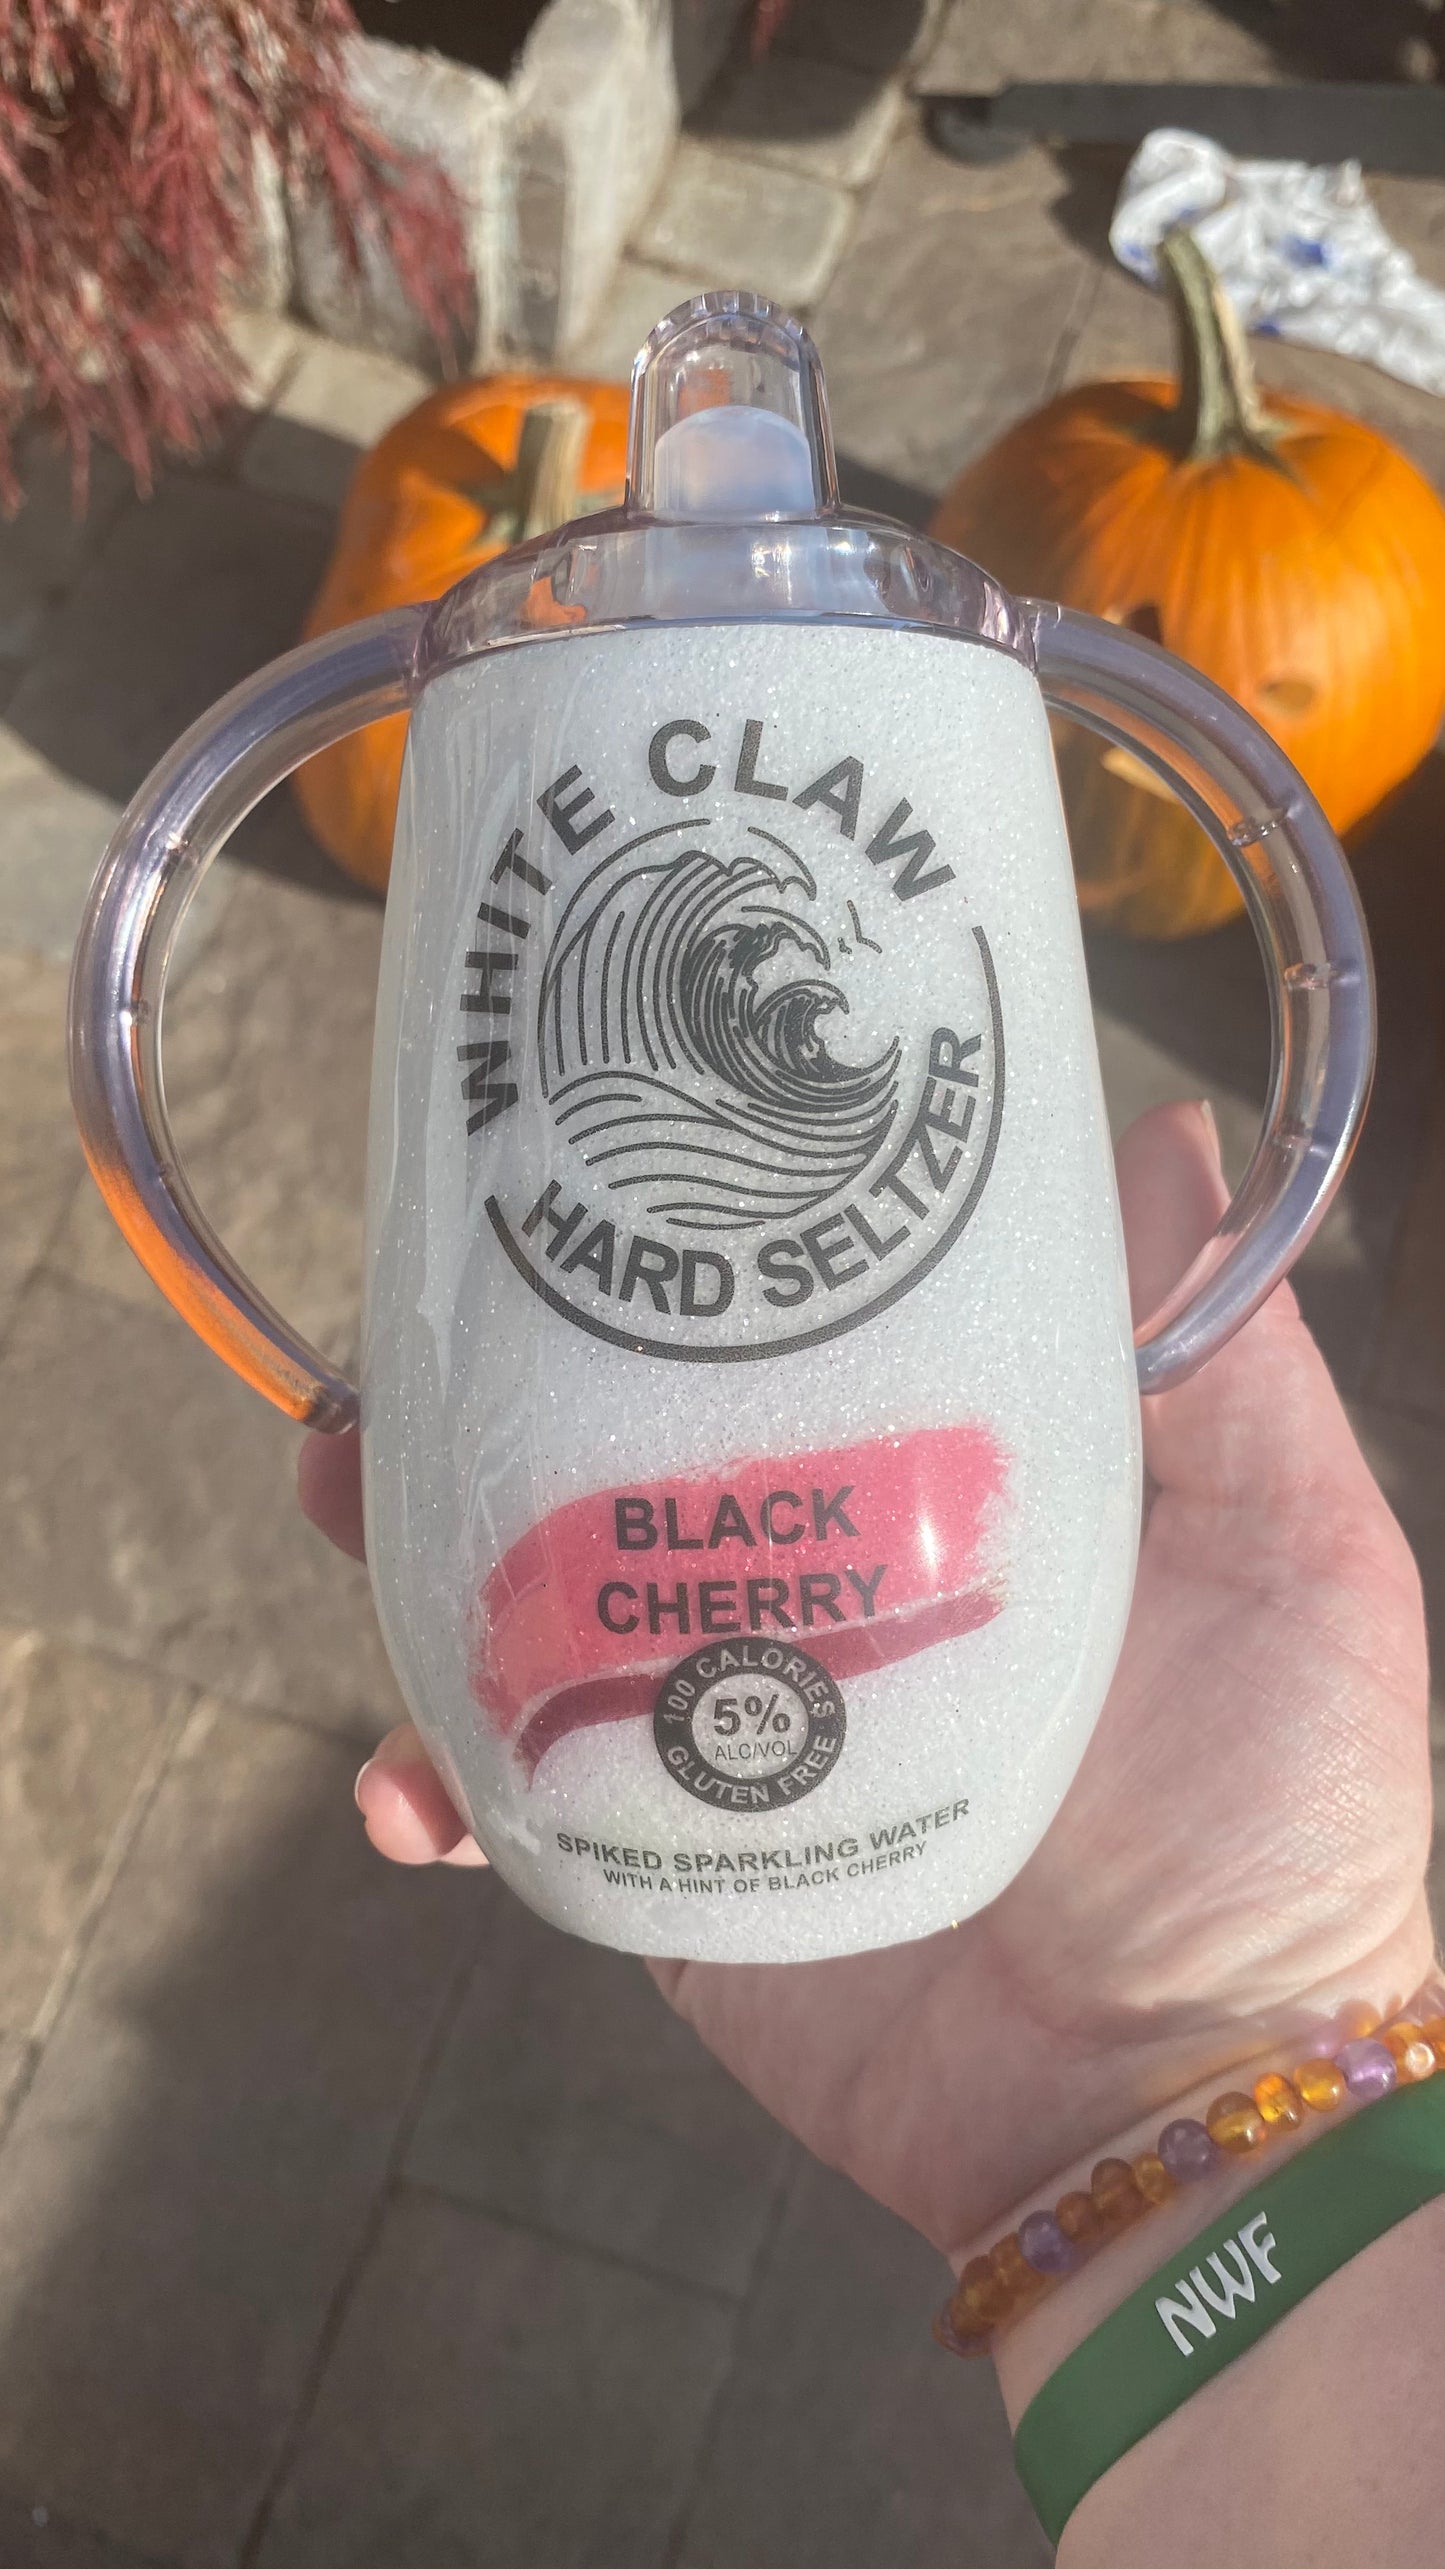 WHITE CLAW
HARD SELTZER
BLACK
CHERRY
100 CALORIES
5%
ALC/VOL
GLUTEN FREE
SPIKED SPARKLING WATER
WITH A HINT OF BLACK CHERRY
NWF